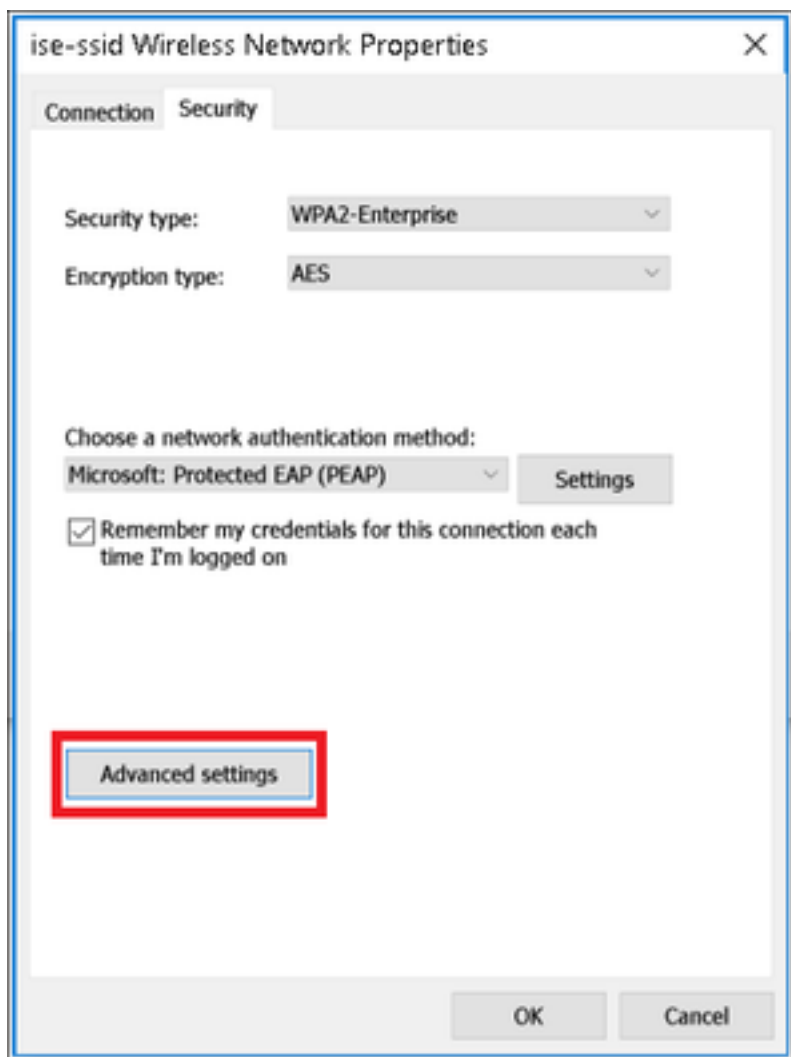 ise-ssid Wireless Network Properties
Connection Security
Security type: WPA2-Enterprise
Encryption type: AES
Choose a network authentication method:
Microsoft: Protected EAP (PEAP) Settings
Remember my credentials for this connection each
time I'm logged on
Advanced settings
OK Cancel